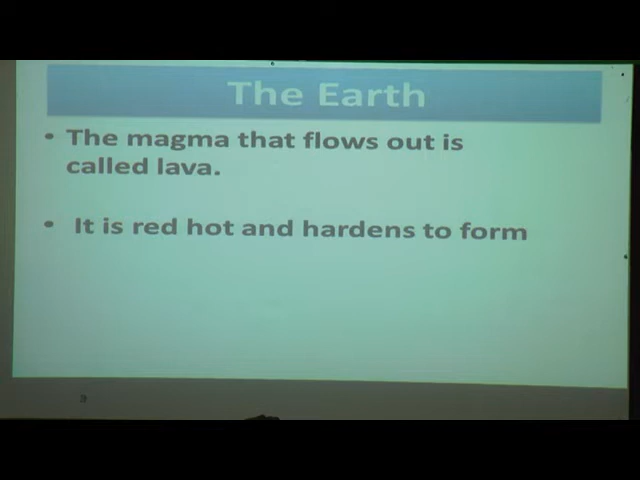 The Earth
• The magma that flows out is
called lava.
• It is red hot and hardens to form